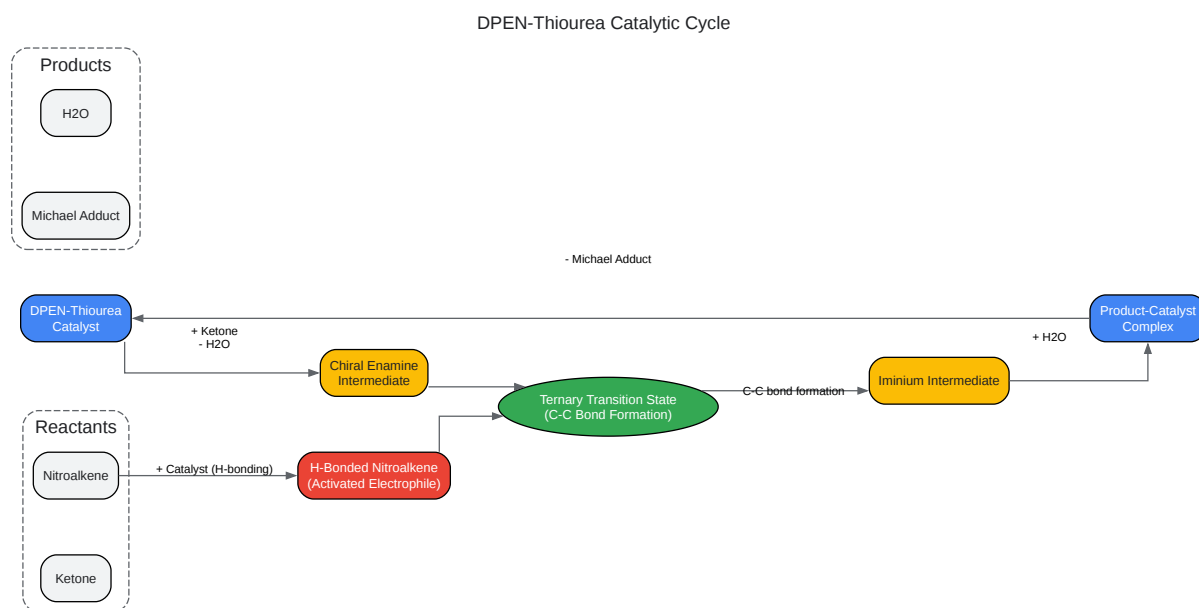 DPEN-Thiourea Catalytic Cycle
Products
H2O
Michael Adduct
- Michael Adduct
DPEN-Thiourea
Catalyst
+ Ketone
- H2O
Chiral Enamine
Intermediate
Ternary Transition State
(C-C Bond Formation)
C-C bond formation
Iminium Intermediate
+ H2O
Product-Catalyst
Complex
Reactants
Nitroalkene
+ Catalyst (H-bonding)
H-Bonded Nitroalkene
(Activated Electrophile)
Ketone